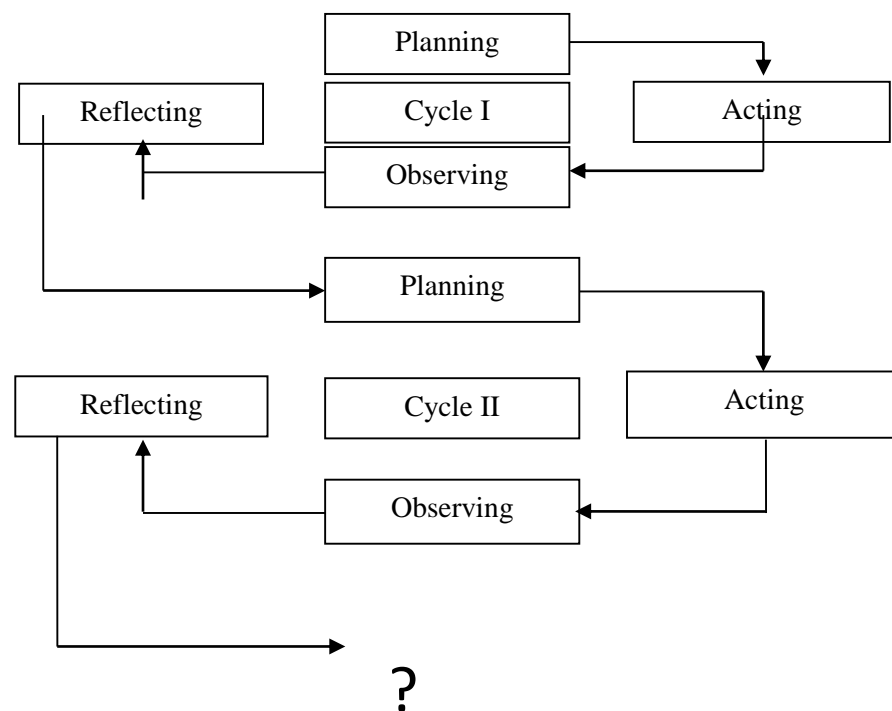 Planning
Reflecting
Cycle I
Acting
Observing
Planning
Reflecting
Cycle II
Acting
Observing
?